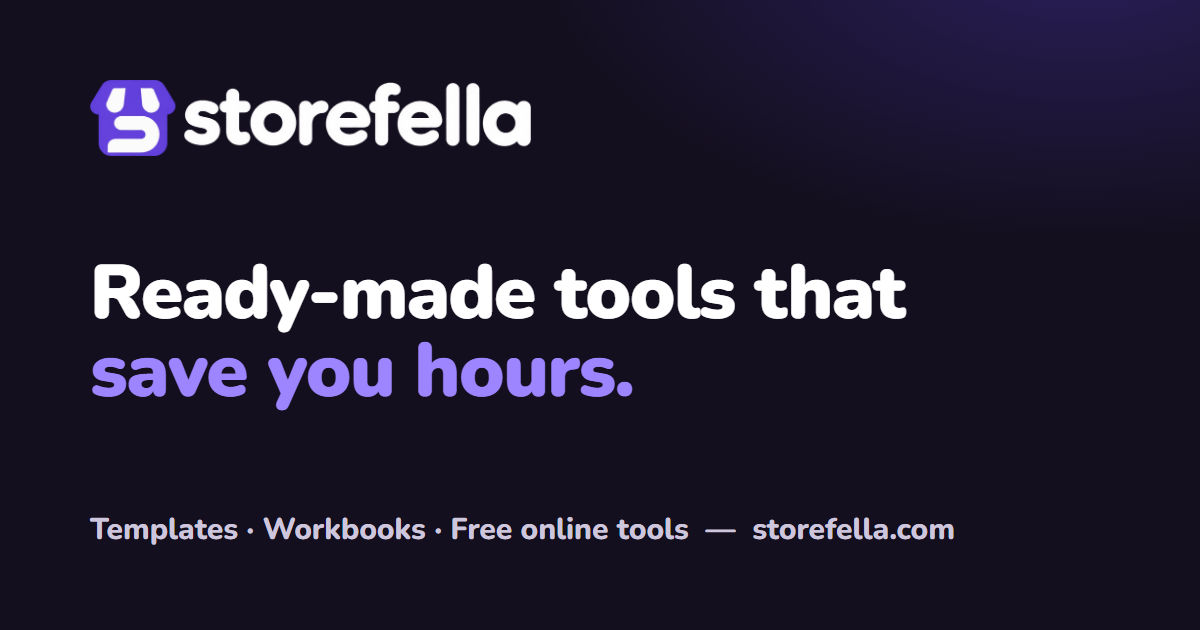 storefella
Ready-made tools that
save you hours.
Templates · Workbooks · Free online tools — storefella.com